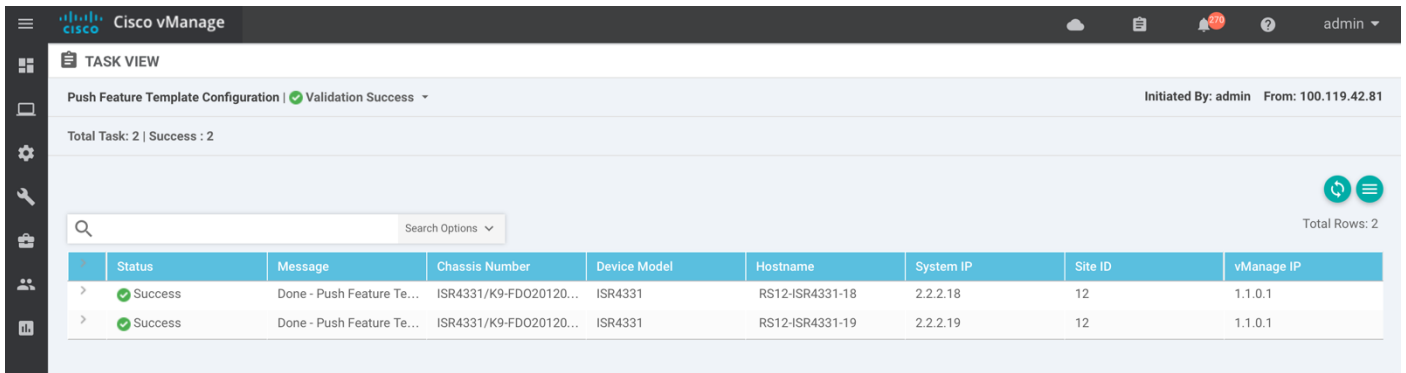 CISCO Cisco vManage 270 admin
TASK VIEW
Push Feature Template Configuration | Validation Success Initiated By: admin From: 100.119.42.81
Total Task: 2 | Success : 2
Search Options Total Rows: 2
Status Message Chassis Number Device Model Hostname System IP Site ID vManage IP
Success Done - Push Feature Te... ISR4331/K9-FDO20120... ISR4331 RS12-ISR4331-18 2.2.2.18 12 1.1.0.1
Success Done - Push Feature Te... ISR4331/K9-FDO20120... ISR4331 RS12-ISR4331-19 2.2.2.19 12 1.1.0.1